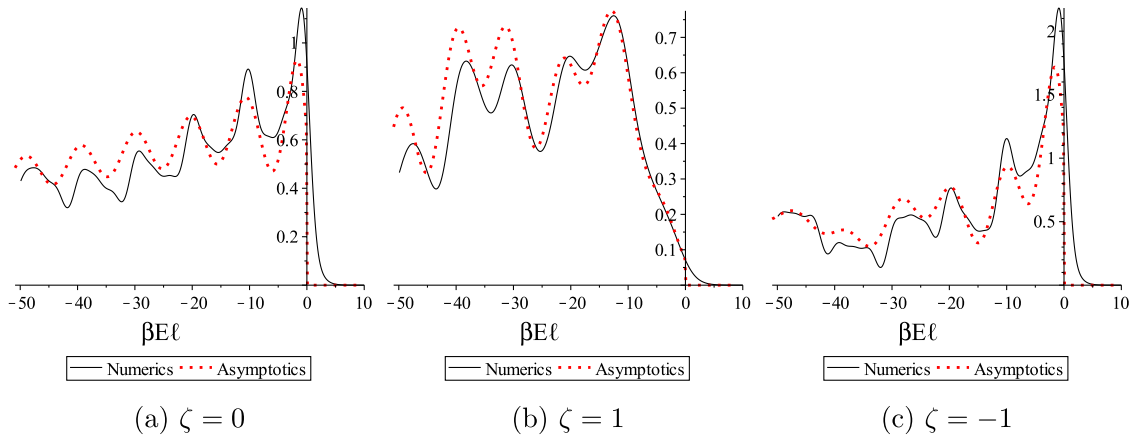 1
0.8
0.6
0.4
0.2
−50 −40 −30 −20 −10 0 10
βEℓ
Numerics Asymptotics
(a) ζ = 0
0.7
0.6
0.5
0.4
0.3
0.2
0.1
−50 −40 −30 −20 −10 0 10
βEℓ
Numerics Asymptotics
(b) ζ = 1
2
1.5
1
0.5
−50 −40 −30 −20 −10 0 10
βEℓ
Numerics Asymptotics
(c) ζ = −1